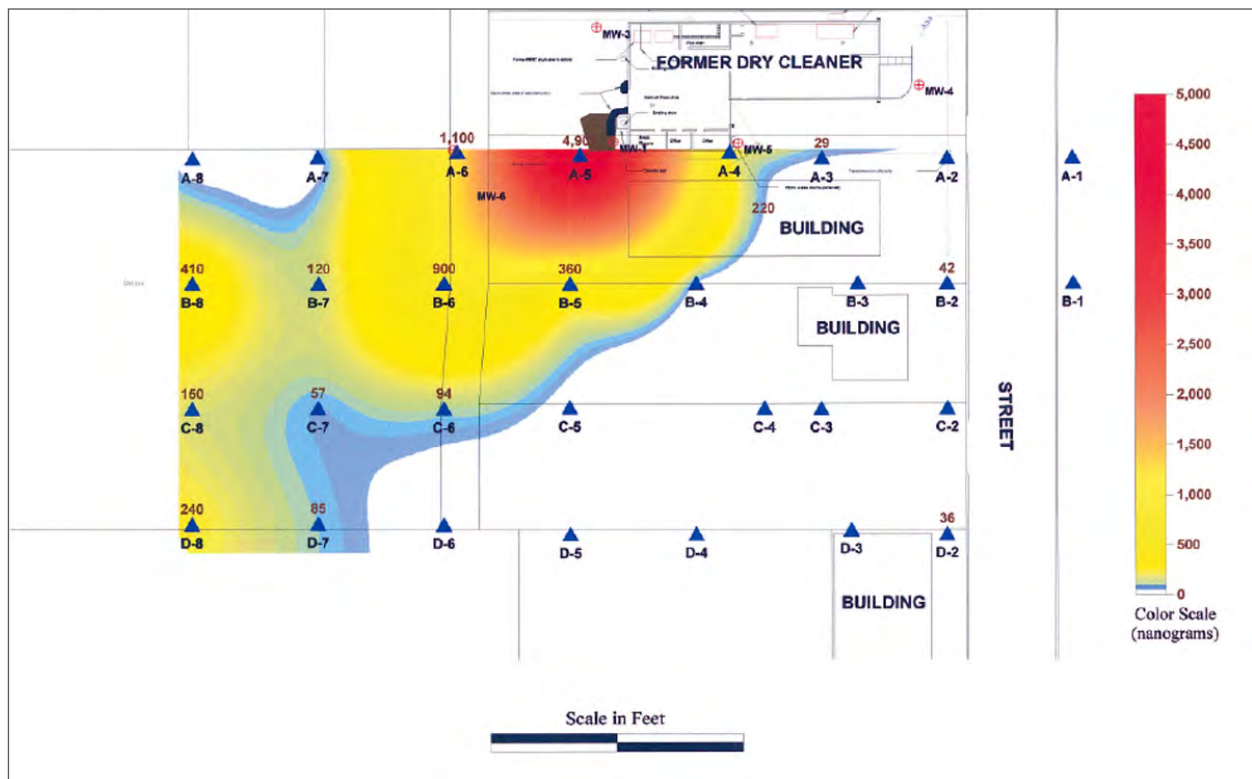 MW-3
FORMER DRY CLEANER
MW-4
5,000
4,500
4,000
3,500
3,000
2,500
2,000
1,500
1,000
500
0
Color Scale
(nanograms)
1,100
4,90
MW-1
MW-5
29
A-8
A-7
A-6
A-5
A-4
A-3
A-2
A-1
MW-6
220
BUILDING
410
120
900
360
42
B-8
B-7
B-6
B-5
B-4
B-3
B-2
B-1
BUILDING
57
94
C-8
C-7
C-6
C-5
C-4
C-3
C-2
STREET
240
85
36
D-8
D-7
D-6
D-5
D-4
D-3
D-2
BUILDING
Scale in Feet